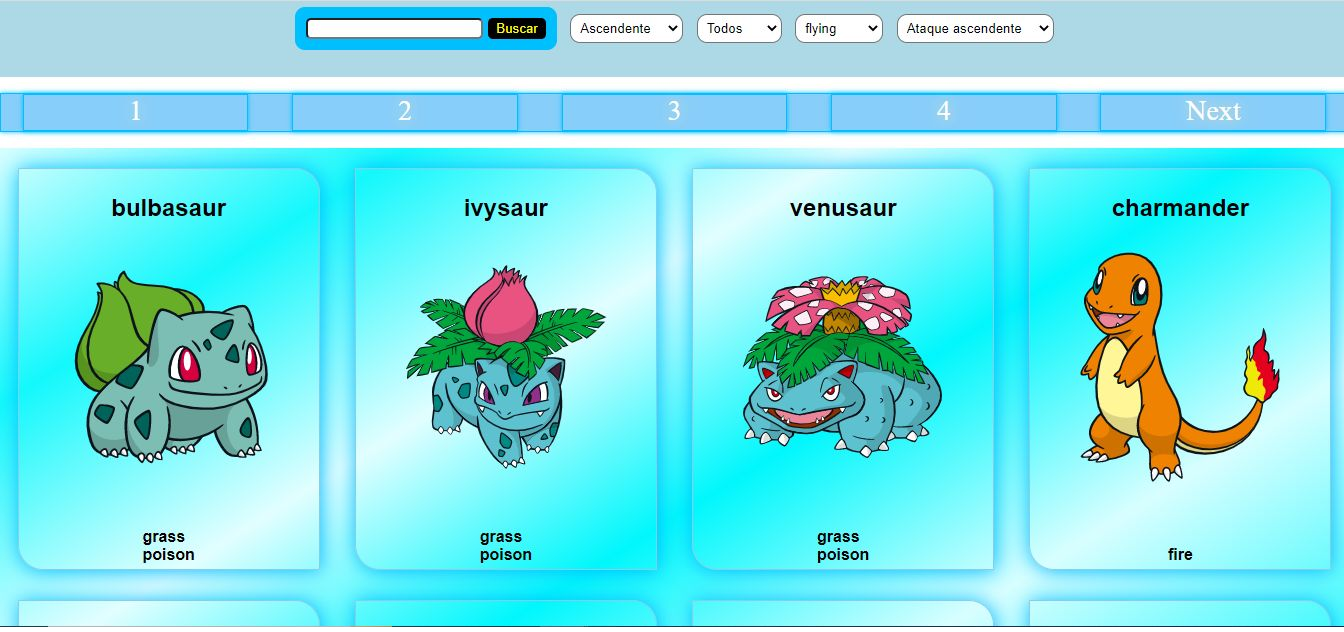 Buscar Ascendente Todos flying Ataque ascendente
1 2 3 4 Next
bulbasaur ivysaur venusaur charmander
grass grass grass
poison poison poison fire